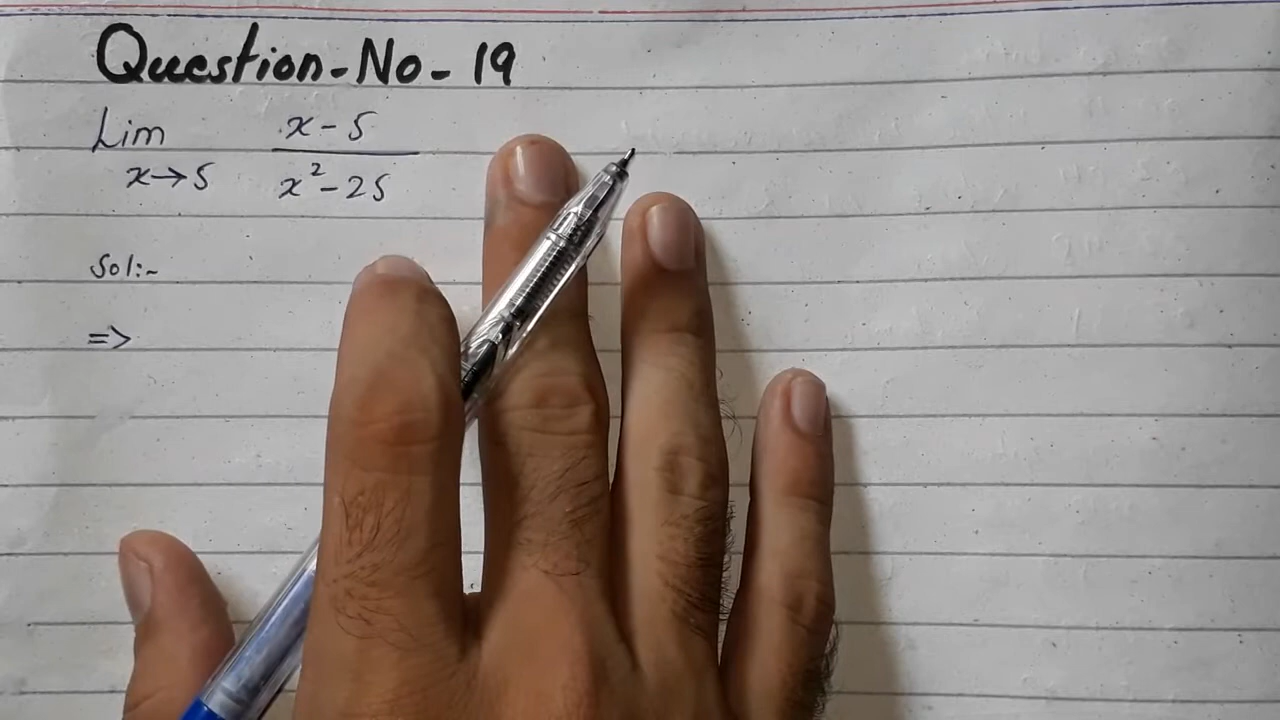 Question-No-19
Lim x→5 x-5 / x²-25
Sol:~
=>